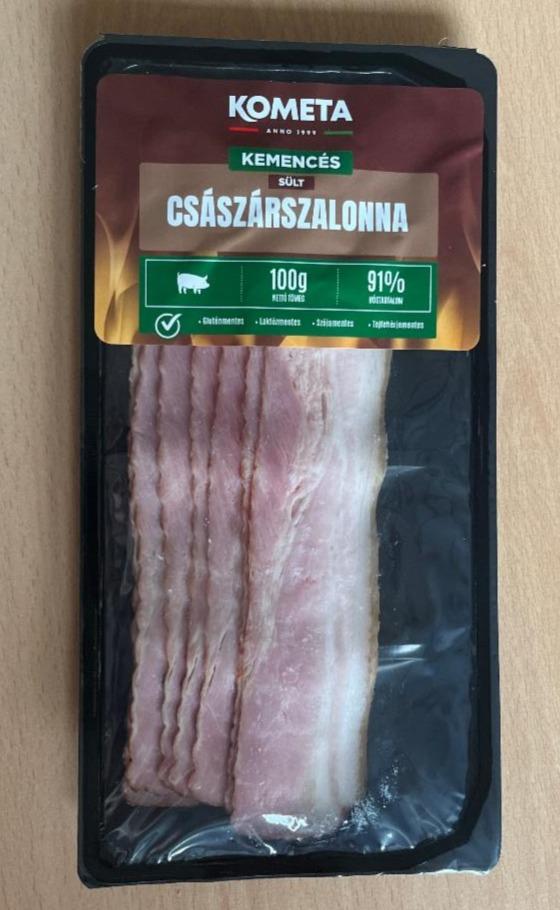 KOMETA
ANNO 1999
KEMENCÉS
SÜLT
CSÁSZÁRSZALONNA
100g
NETTÓ TÖMEG
91%
HÚSTARTALOM
• Gluténmentes • Laktózmentes • Szójamentes • Tejfehérjementes